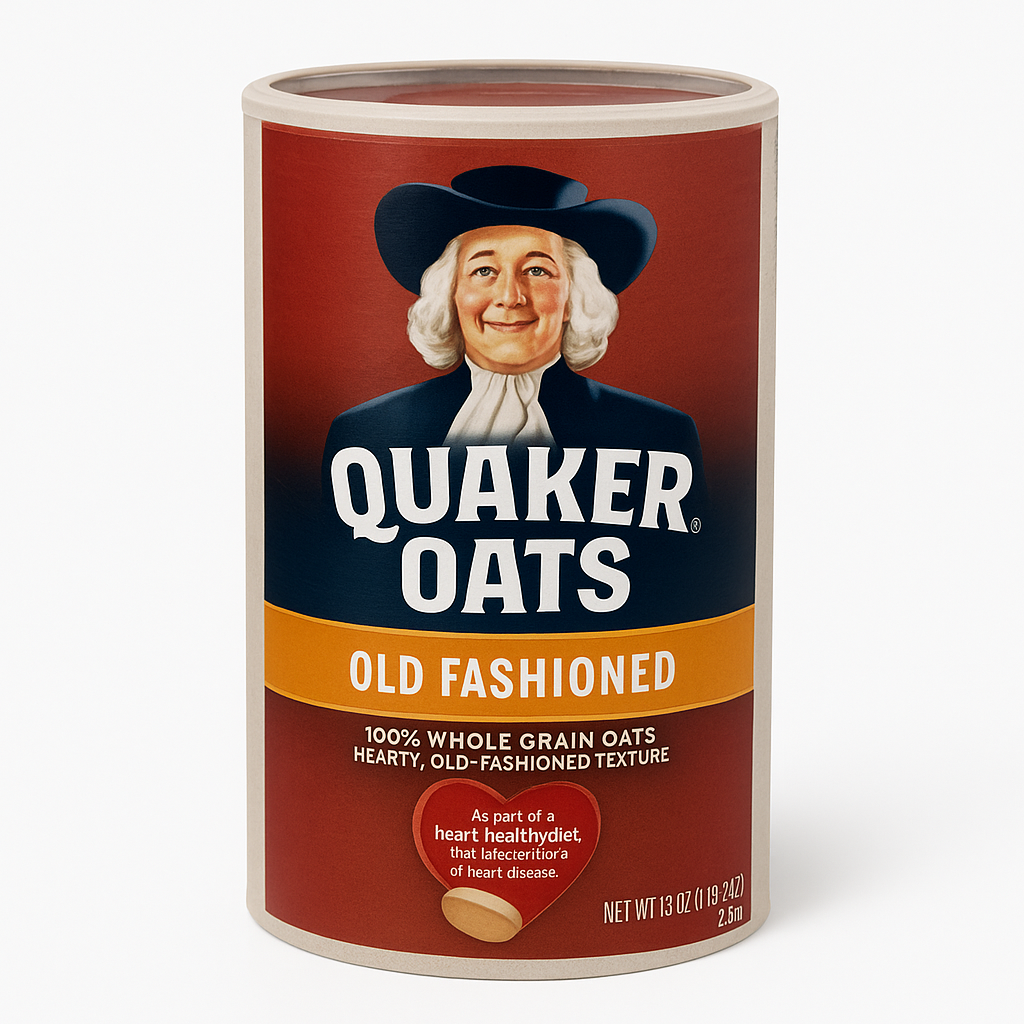 QUAKER®
OATS
OLD FASHIONED
100% WHOLE GRAIN OATS
HEARTY, OLD-FASHIONED TEXTURE
As part of a
heart healthydiet,
that lafecteritior'a
of heart disease.
NET WT 13 OZ (1 19-24Z)
2.5m